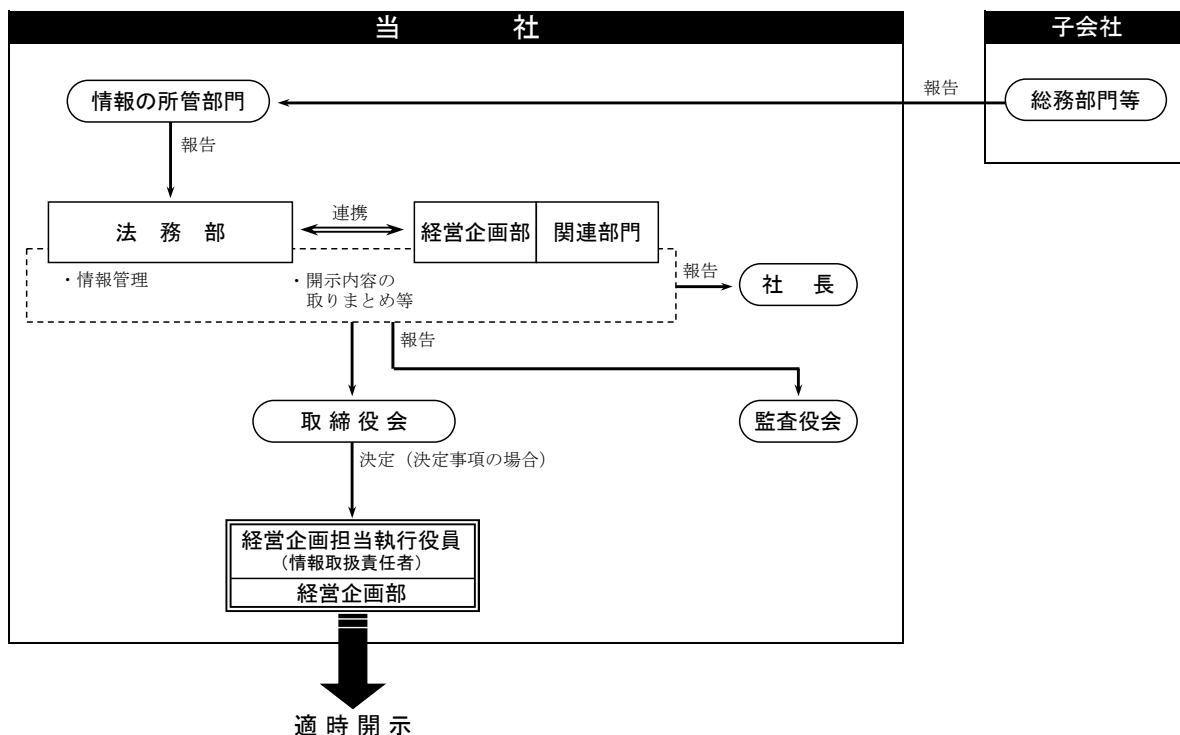 当　　社
子会社
情報の所管部門
報告
総務部門等
報告
法　務　部
連携
経営企画部
関連部門
・情報管理
・開示内容の
取りまとめ等
報告
社　長
報告
取 締 役 会
監査役会
決定（決定事項の場合）
経営企画担当執行役員
（情報取扱責任者）
経営企画部
適 時 開 示